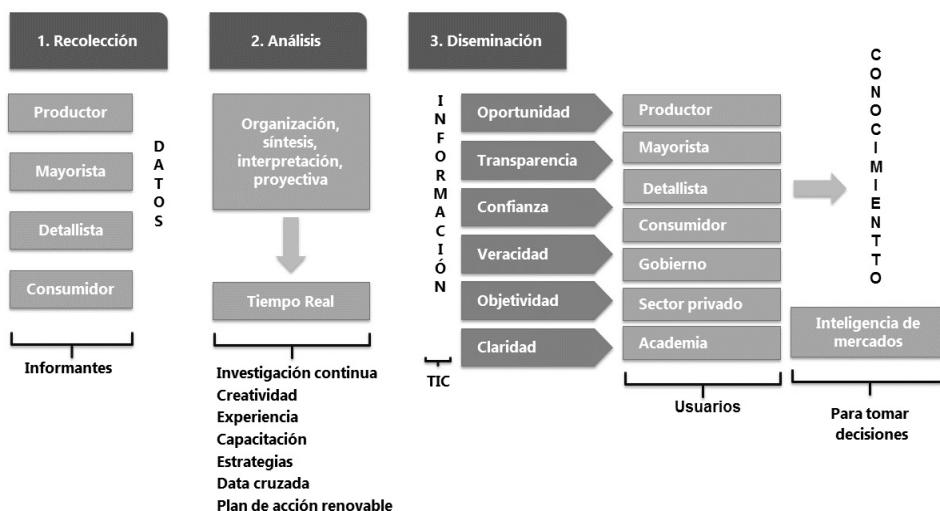 1. Recolección
Productor
Mayorista
Detallista
Consumidor
Informantes
DATOS
2. Análisis
Organización,
síntesis,
interpretación,
proyectiva
Tiempo Real
Investigación continua
Creatividad
Experiencia
Capacitación
Estrategias
Data cruzada
Plan de acción renovable
3. Diseminación
INFORMACIÓN
TIC
Oportunidad
Transparencia
Confianza
Veracidad
Objetividad
Claridad
Productor
Mayorista
Detallista
Consumidor
Gobierno
Sector privado
Academia
Usuarios
CONOCIMIENTTO
Inteligencia de
mercados
Para tomar
decisiones